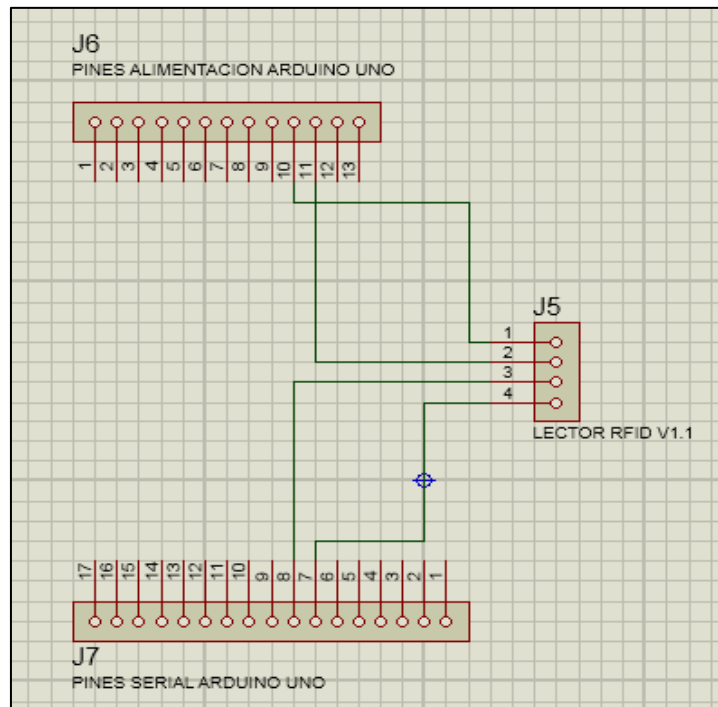 J6
PINES ALIMENTACION ARDUINO UNO
1 2 3 4 5 6 7 8 9 10 11 12 13
J5
1
2
3
4
LECTOR RFID V1.1
17 16 15 14 13 12 11 10 9 8 7 6 5 4 3 2 1
J7
PINES SERIAL ARDUINO UNO